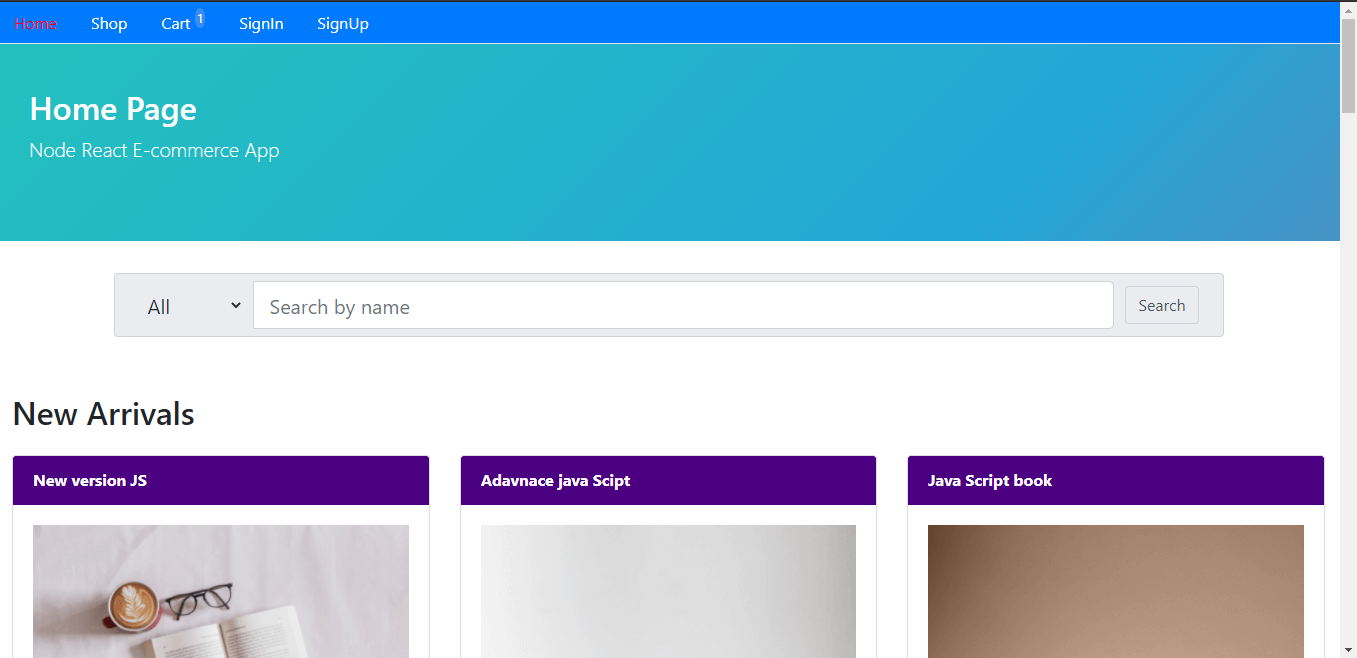 Home Shop Cart 1 SignIn SignUp
Home Page
Node React E-commerce App
All Search by name Search
New Arrivals
New version JS Adavnace java Scipt Java Script book